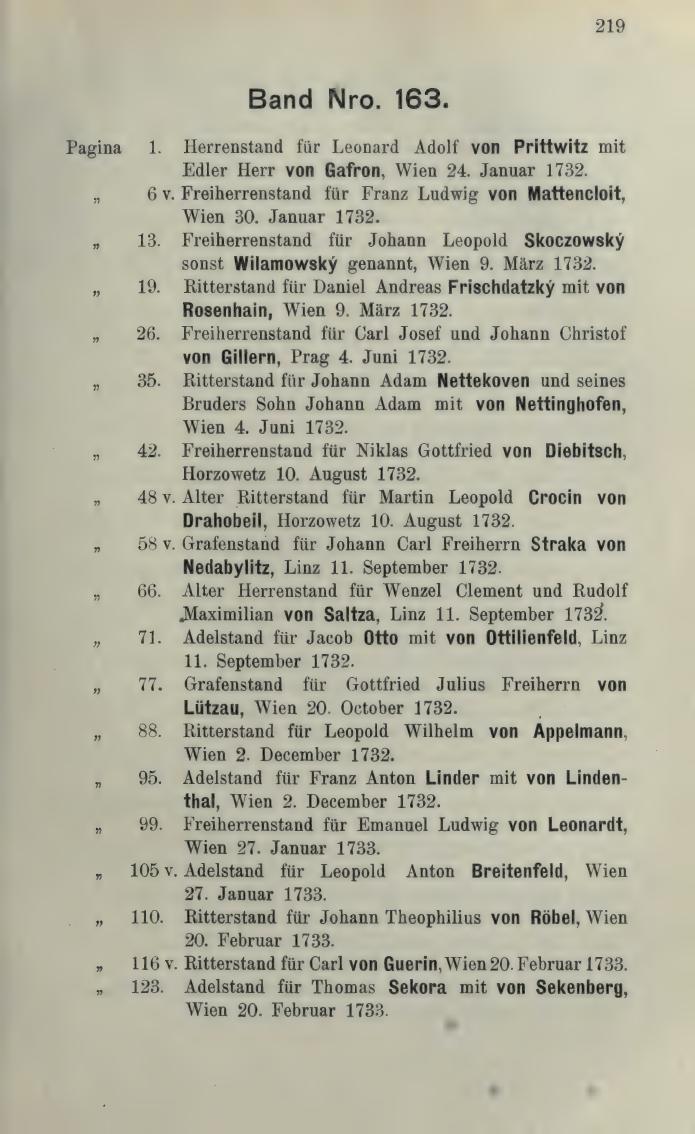 219
Band Nro. 163.
Pagina 1. Herrenstand für Leonard Adolf von Prittwitz mit
Edler Herr von Gafron, Wien 24. Januar 1732.
„ 6 v. Freiherrenstand für Franz Ludwig von Mattencloit,
Wien 30. Januar 1732.
„ 13. Freiherrenstand für Johann Leopold Skoczowský
sonst Wilamowský genannt, Wien 9. März 1732.
„ 19. Ritterstand für Daniel Andreas Frischdatzký mit von
Rosenhain, Wien 9. März 1732.
„ 26. Freiherrenstand für Carl Josef und Johann Christof
von Gillern, Prag 4. Juni 1732.
„ 35. Ritterstand für Johann Adam Nettekoven und seines
Bruders Sohn Johann Adam mit von Nettinghofen,
Wien 4. Juni 1732.
„ 42. Freiherrenstand für Niklas Gottfried von Diebitsch,
Horzowetz 10. August 1732.
„ 48 v. Alter Ritterstand für Martin Leopold Crocin von
Drahobeil, Horzowetz 10. August 1732.
„ 58 v. Grafenstand für Johann Carl Freiherrn Straka von
Nedabylitz, Linz 11. September 1732.
„ 66. Alter Herrenstand für Wenzel Clement und Rudolf
Maximilian von Saltza, Linz 11. September 1732.
„ 71. Adelstand für Jacob Otto mit von Ottilienfeld, Linz
11. September 1732.
„ 77. Grafenstand für Gottfried Julius Freiherrn von
Lützau, Wien 20. October 1732.
„ 88. Ritterstand für Leopold Wilhelm von Appelmann,
Wien 2. December 1732.
„ 95. Adelstand für Franz Anton Linder mit von Linden-
thal, Wien 2. December 1732.
„ 99. Freiherrenstand für Emanuel Ludwig von Leonardt,
Wien 27. Januar 1733.
„ 105 v. Adelstand für Leopold Anton Breitenfeld, Wien
27. Januar 1733.
„ 110. Ritterstand für Johann Theophilius von Röbel, Wien
20. Februar 1733.
„ 116 v. Ritterstand für Carl von Guerin, Wien 20. Februar 1733.
„ 123. Adelstand für Thomas Sekora mit von Sekenberg,
Wien 20. Februar 1733.